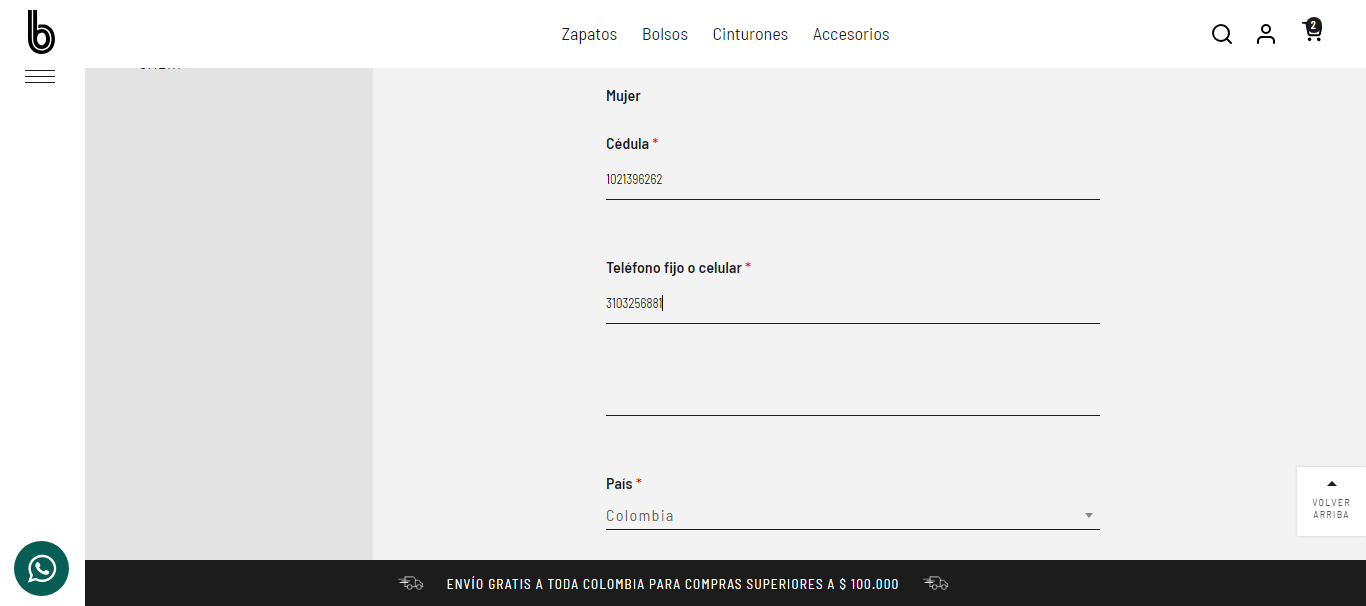 b
Zapatos Bolsos Cinturones Accesorios
2
Mujer
Cédula *
1021396262
Teléfono fijo o celular *
3103256881
País *
Colombia
VOLVER
ARRIBA
ENVÍO GRATIS A TODA COLOMBIA PARA COMPRAS SUPERIORES A $ 100.000